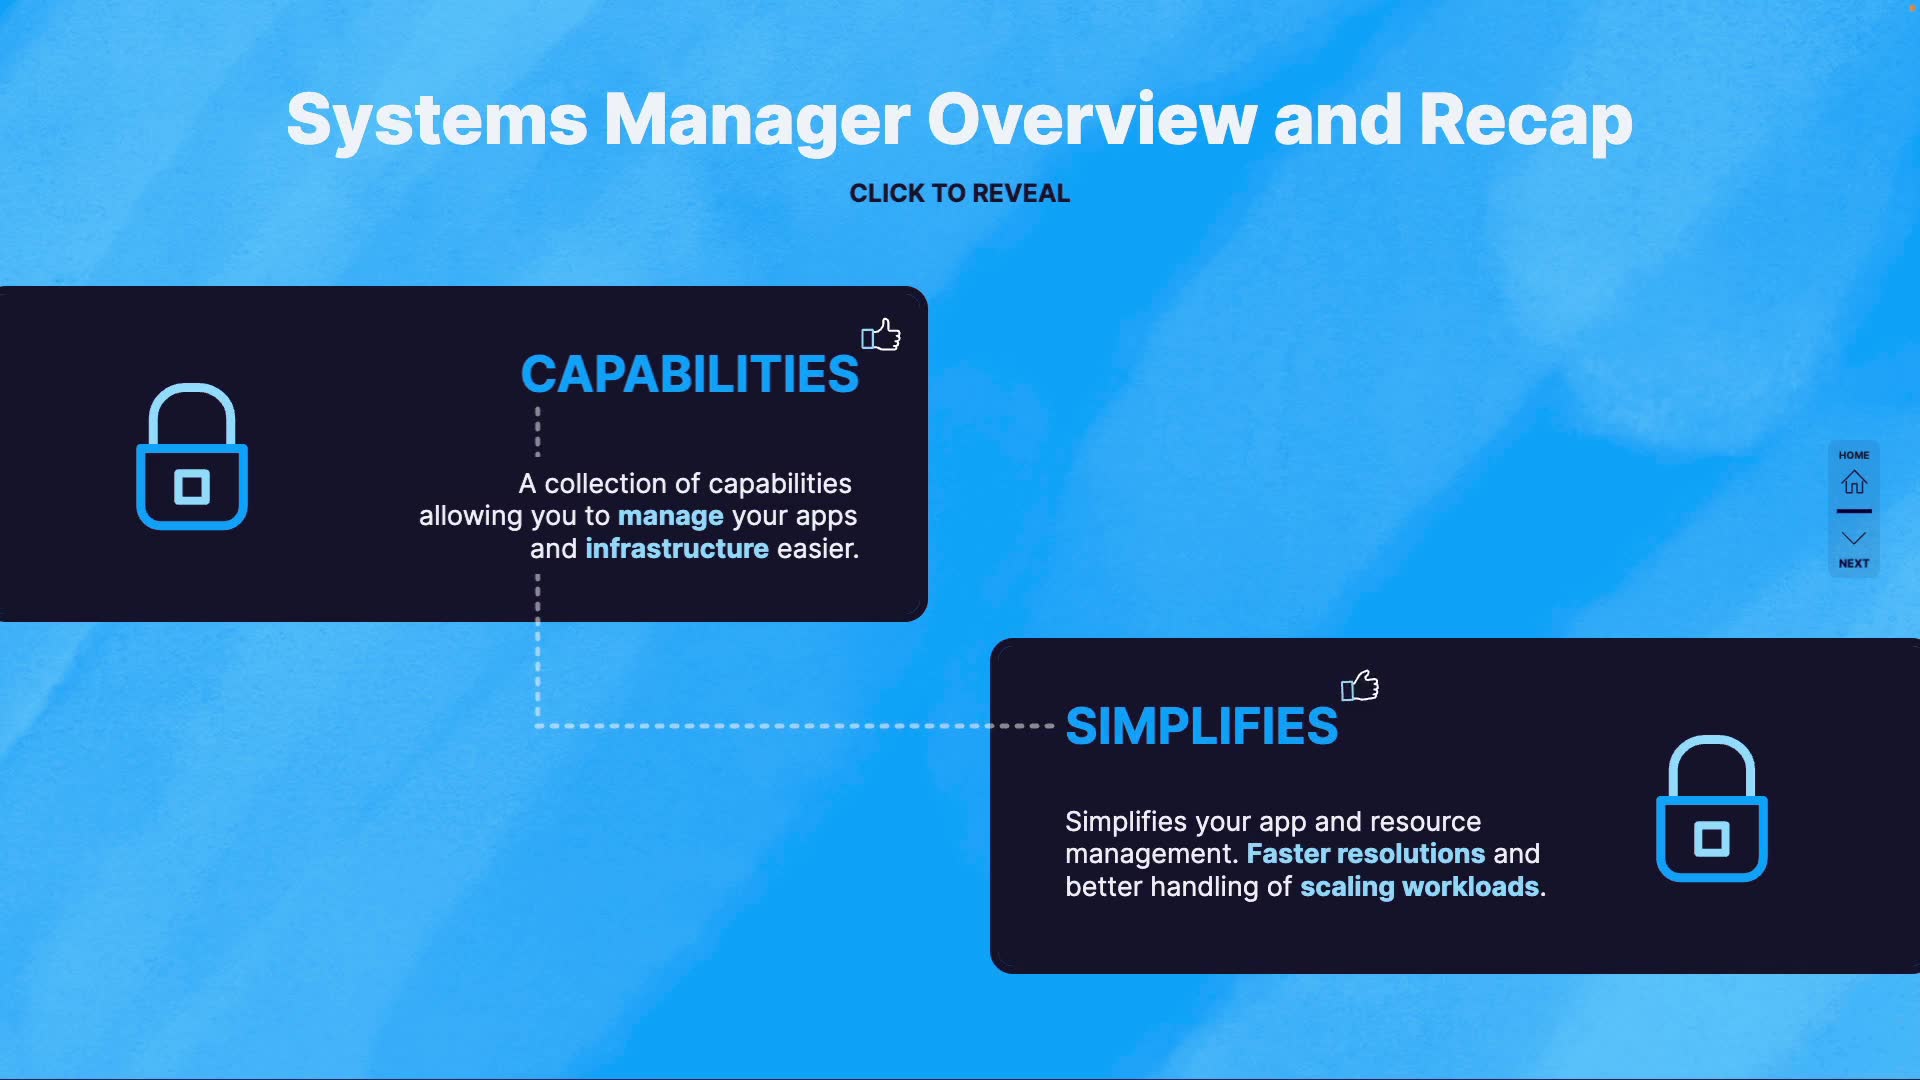 Systems Manager Overview and Recap
CLICK TO REVEAL
CAPABILITIES
A collection of capabilities
allowing you to manage your apps
and infrastructure easier.
HOME
NEXT
SIMPLIFIES
Simplifies your app and resource
management. Faster resolutions and
better handling of scaling workloads.